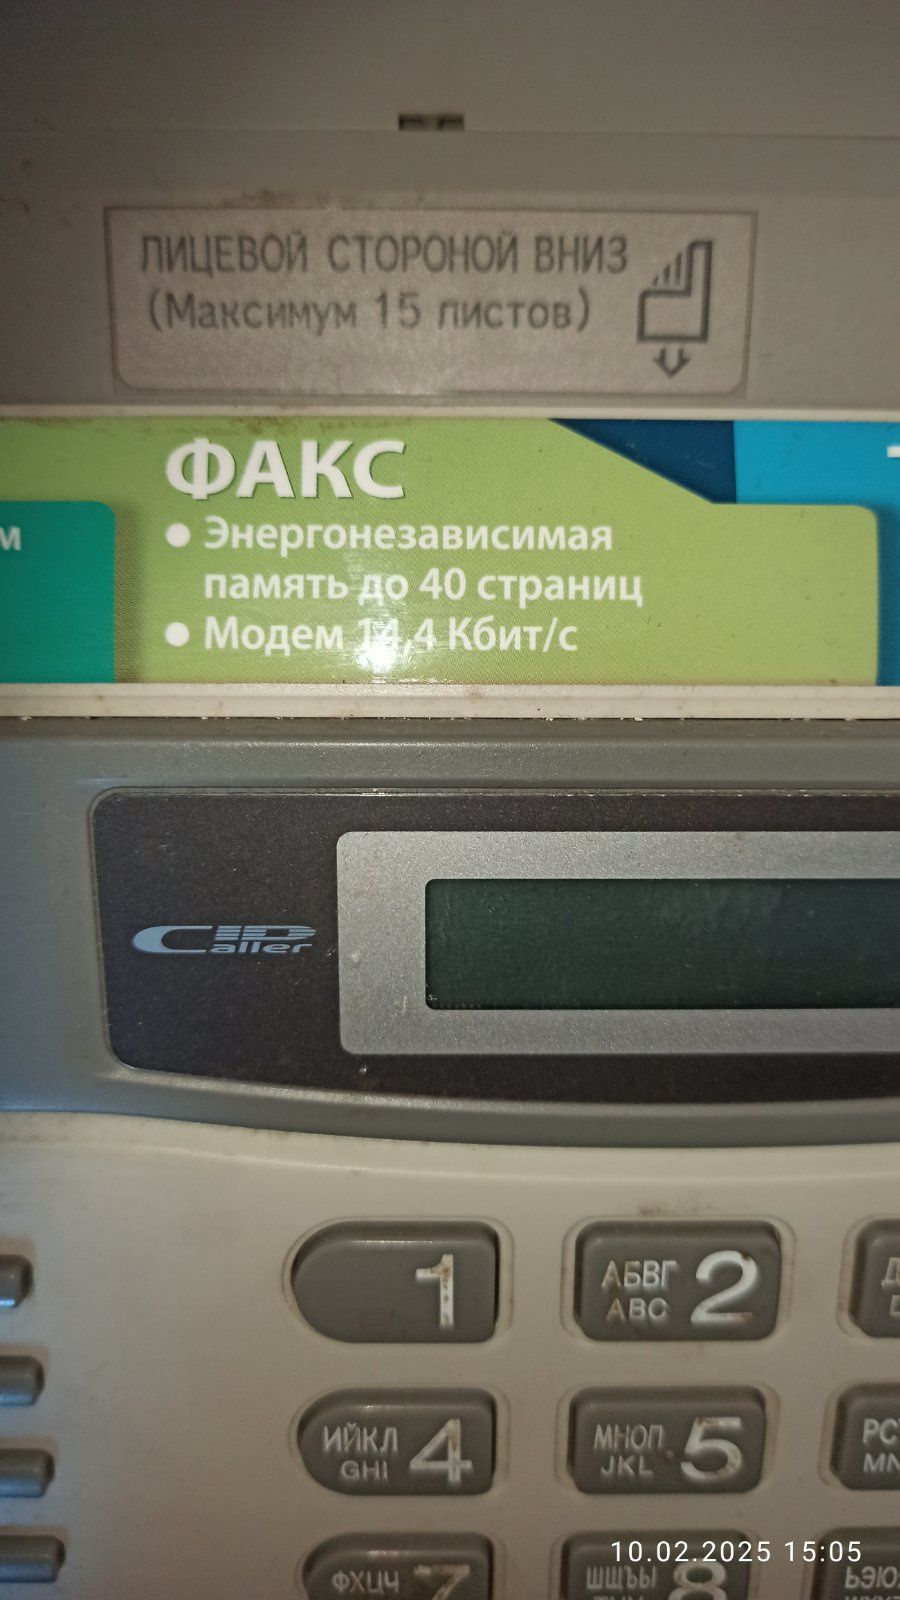 ЛИЦЕВОЙ СТОРОНОЙ ВНИЗ
(Максимум 15 листов)
ФАКС
• Энергонезависимая
память до 40 страниц
• Модем 14,4 Кбит/с
Caller ID
1
АБВГ
ABC 2
ИЙКЛ
GHI 4
МНОП
JKL 5
ФХЦЧ 7
ШЩЪЫ 8
10.02.2025 15:05